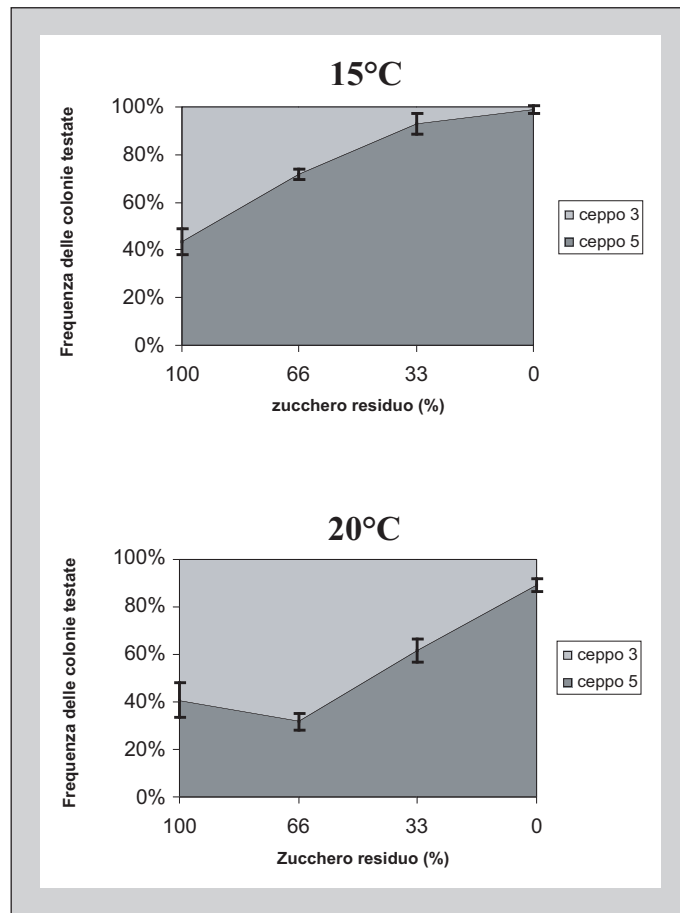 15°C
Frequenza delle colonie testate
100%
80%
60%
40%
20%
0%
100 66 33 0
zucchero residuo (%)
ceppo 3
ceppo 5
20°C
Frequenza delle colonie testate
100%
80%
60%
40%
20%
0%
100 66 33 0
Zucchero residuo (%)
ceppo 3
ceppo 5